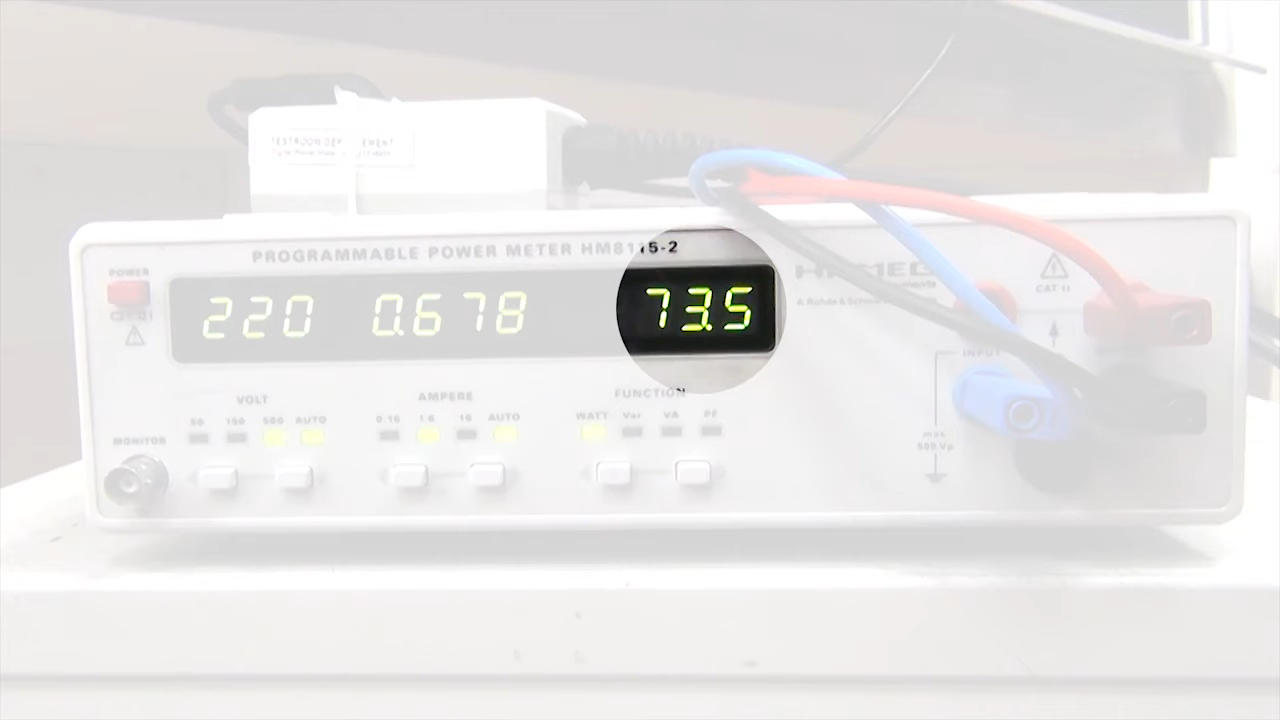 PROGRAMMABLE POWER METER HM8115-2
POWER
220 0.678 73.5
HAMEG
CAT II
INPUT
VOLT AMPERE FUNCTION
50 150 500 AUTO 0.16 1.6 16 AUTO WATT Var VA PF
MONITOR
max
500 Vp